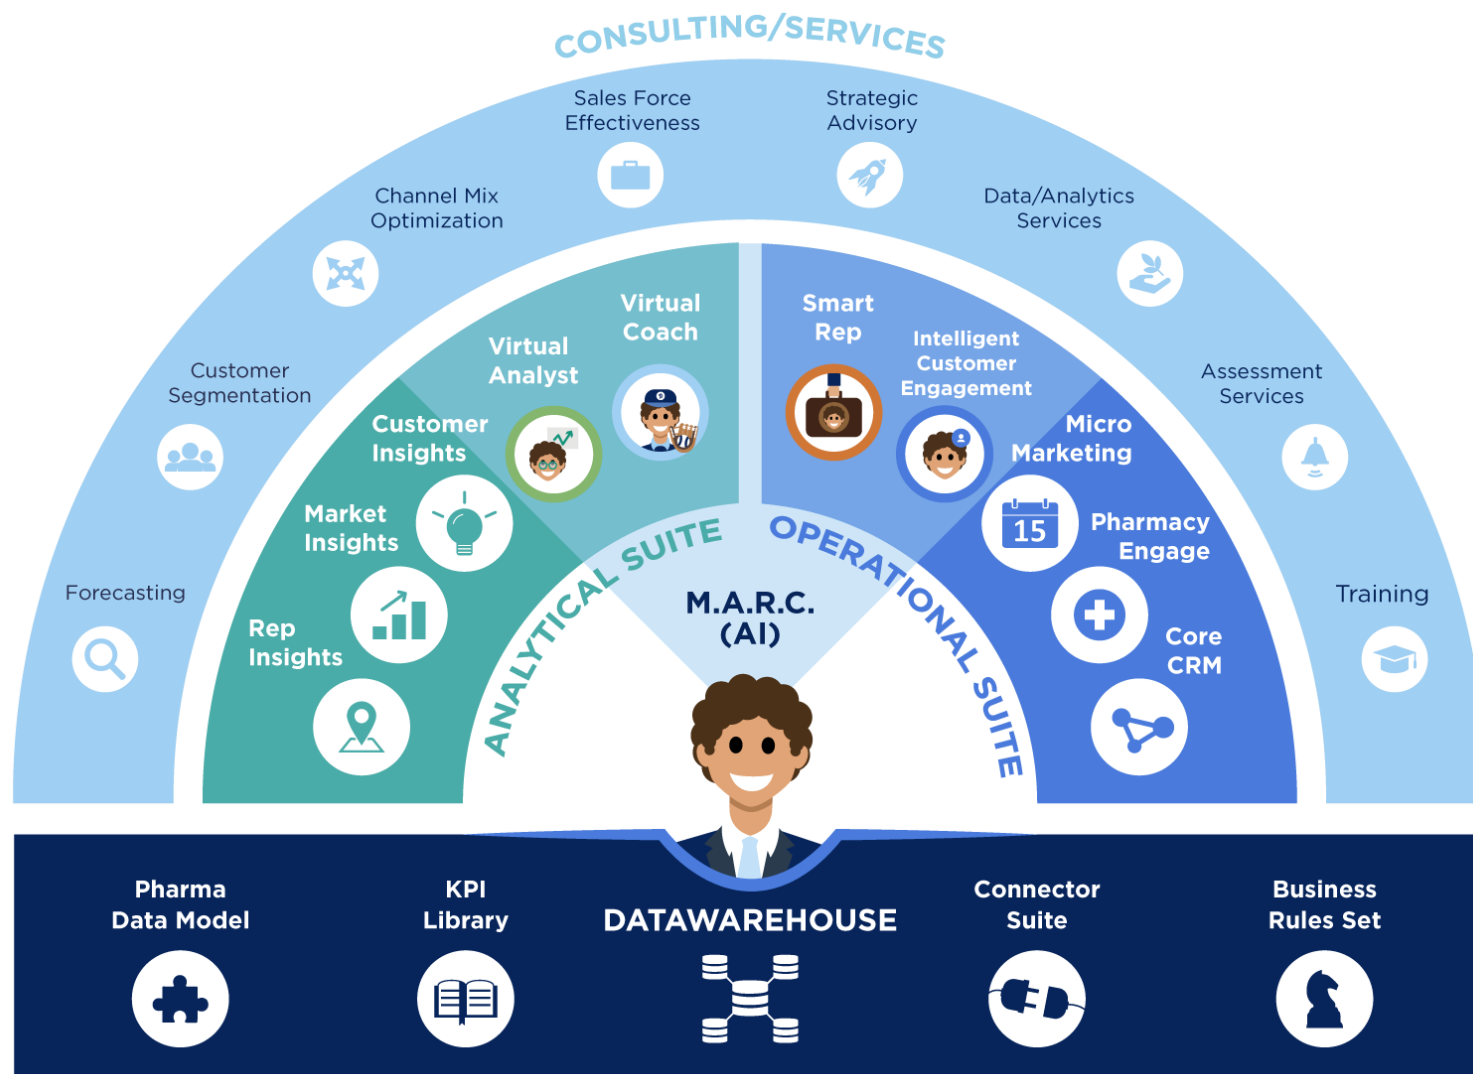 CONSULTING/SERVICES
Sales Force
Effectiveness
Strategic
Advisory
Channel Mix
Optimization
Data/Analytics
Services
Customer
Segmentation
Assessment
Services
Forecasting
Training
Virtual
Coach
Virtual
Analyst
Customer
Insights
Market
Insights
Rep
Insights
ANALYTICAL SUITE
Smart
Rep
Intelligent
Customer
Engagement
Micro
Marketing
15
Pharmacy
Engage
Core
CRM
OPERATIONAL SUITE
M.A.R.C.
(AI)
Pharma
Data Model
KPI
Library
DATAWAREHOUSE
Connector
Suite
Business
Rules Set